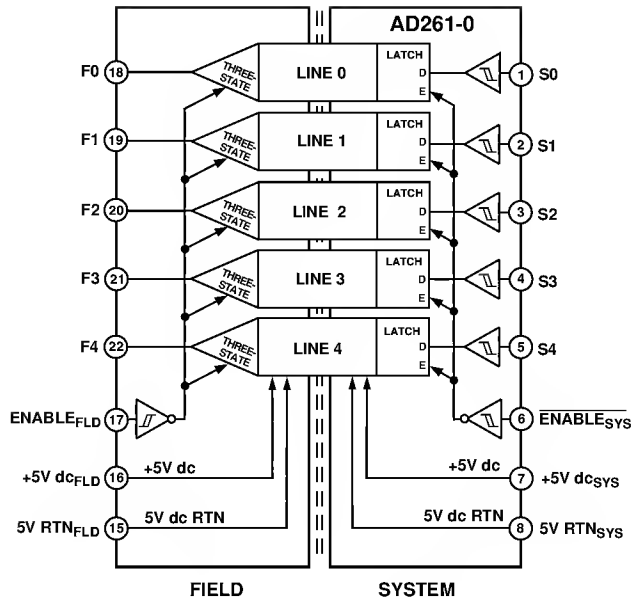 AD261-0
F0 18 THREE-STATE LINE 0 LATCH D E 1 S0
F1 19 THREE-STATE LINE 1 LATCH D E 2 S1
F2 20 THREE-STATE LINE 2 LATCH D E 3 S2
F3 21 THREE-STATE LINE 3 LATCH D E 4 S3
F4 22 THREE-STATE LINE 4 LATCH D E 5 S4
ENABLEFLD 17 6 ENABLESYS
+5V dcFLD 16 +5V dc +5V dc 7 +5V dcSYS
5V RTNFLD 15 5V dc RTN 5V dc RTN 8 5V RTNSYS
FIELD SYSTEM